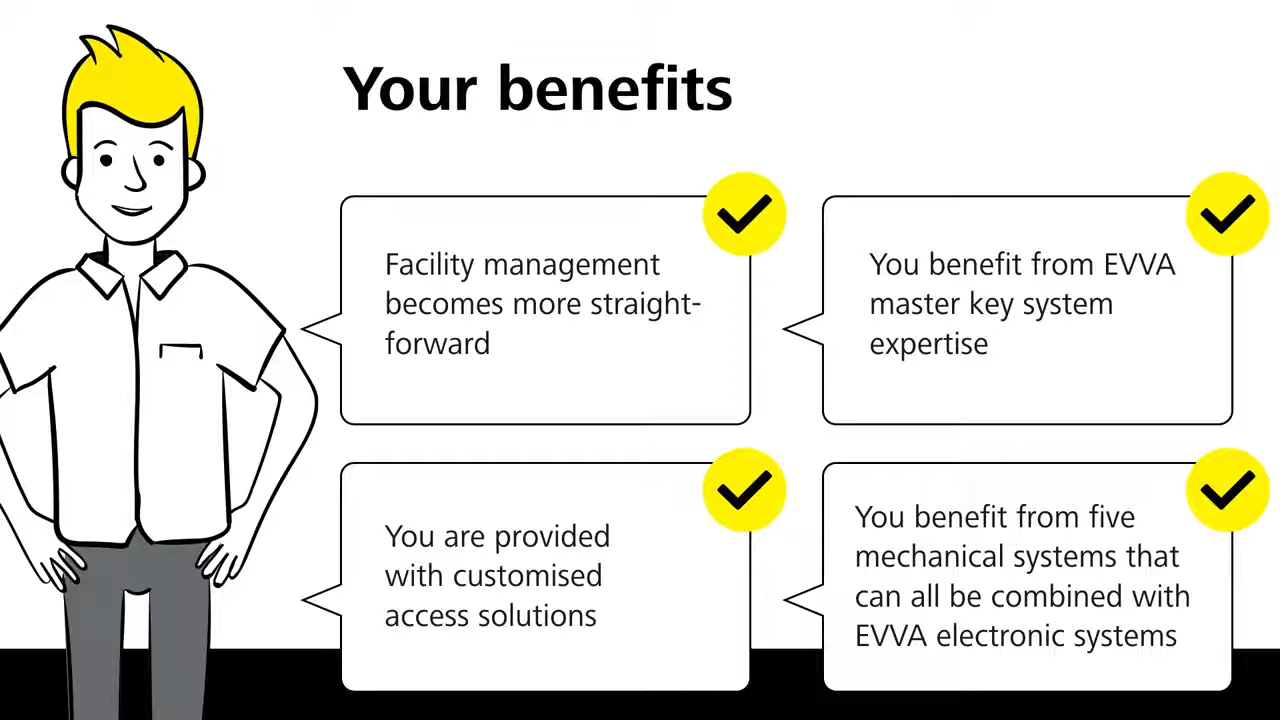 Your benefits
Facility management
becomes more straight-
forward
You benefit from EVVA
master key system
expertise
You are provided
with customised
access solutions
You benefit from five
mechanical systems that
can all be combined with
EVVA electronic systems